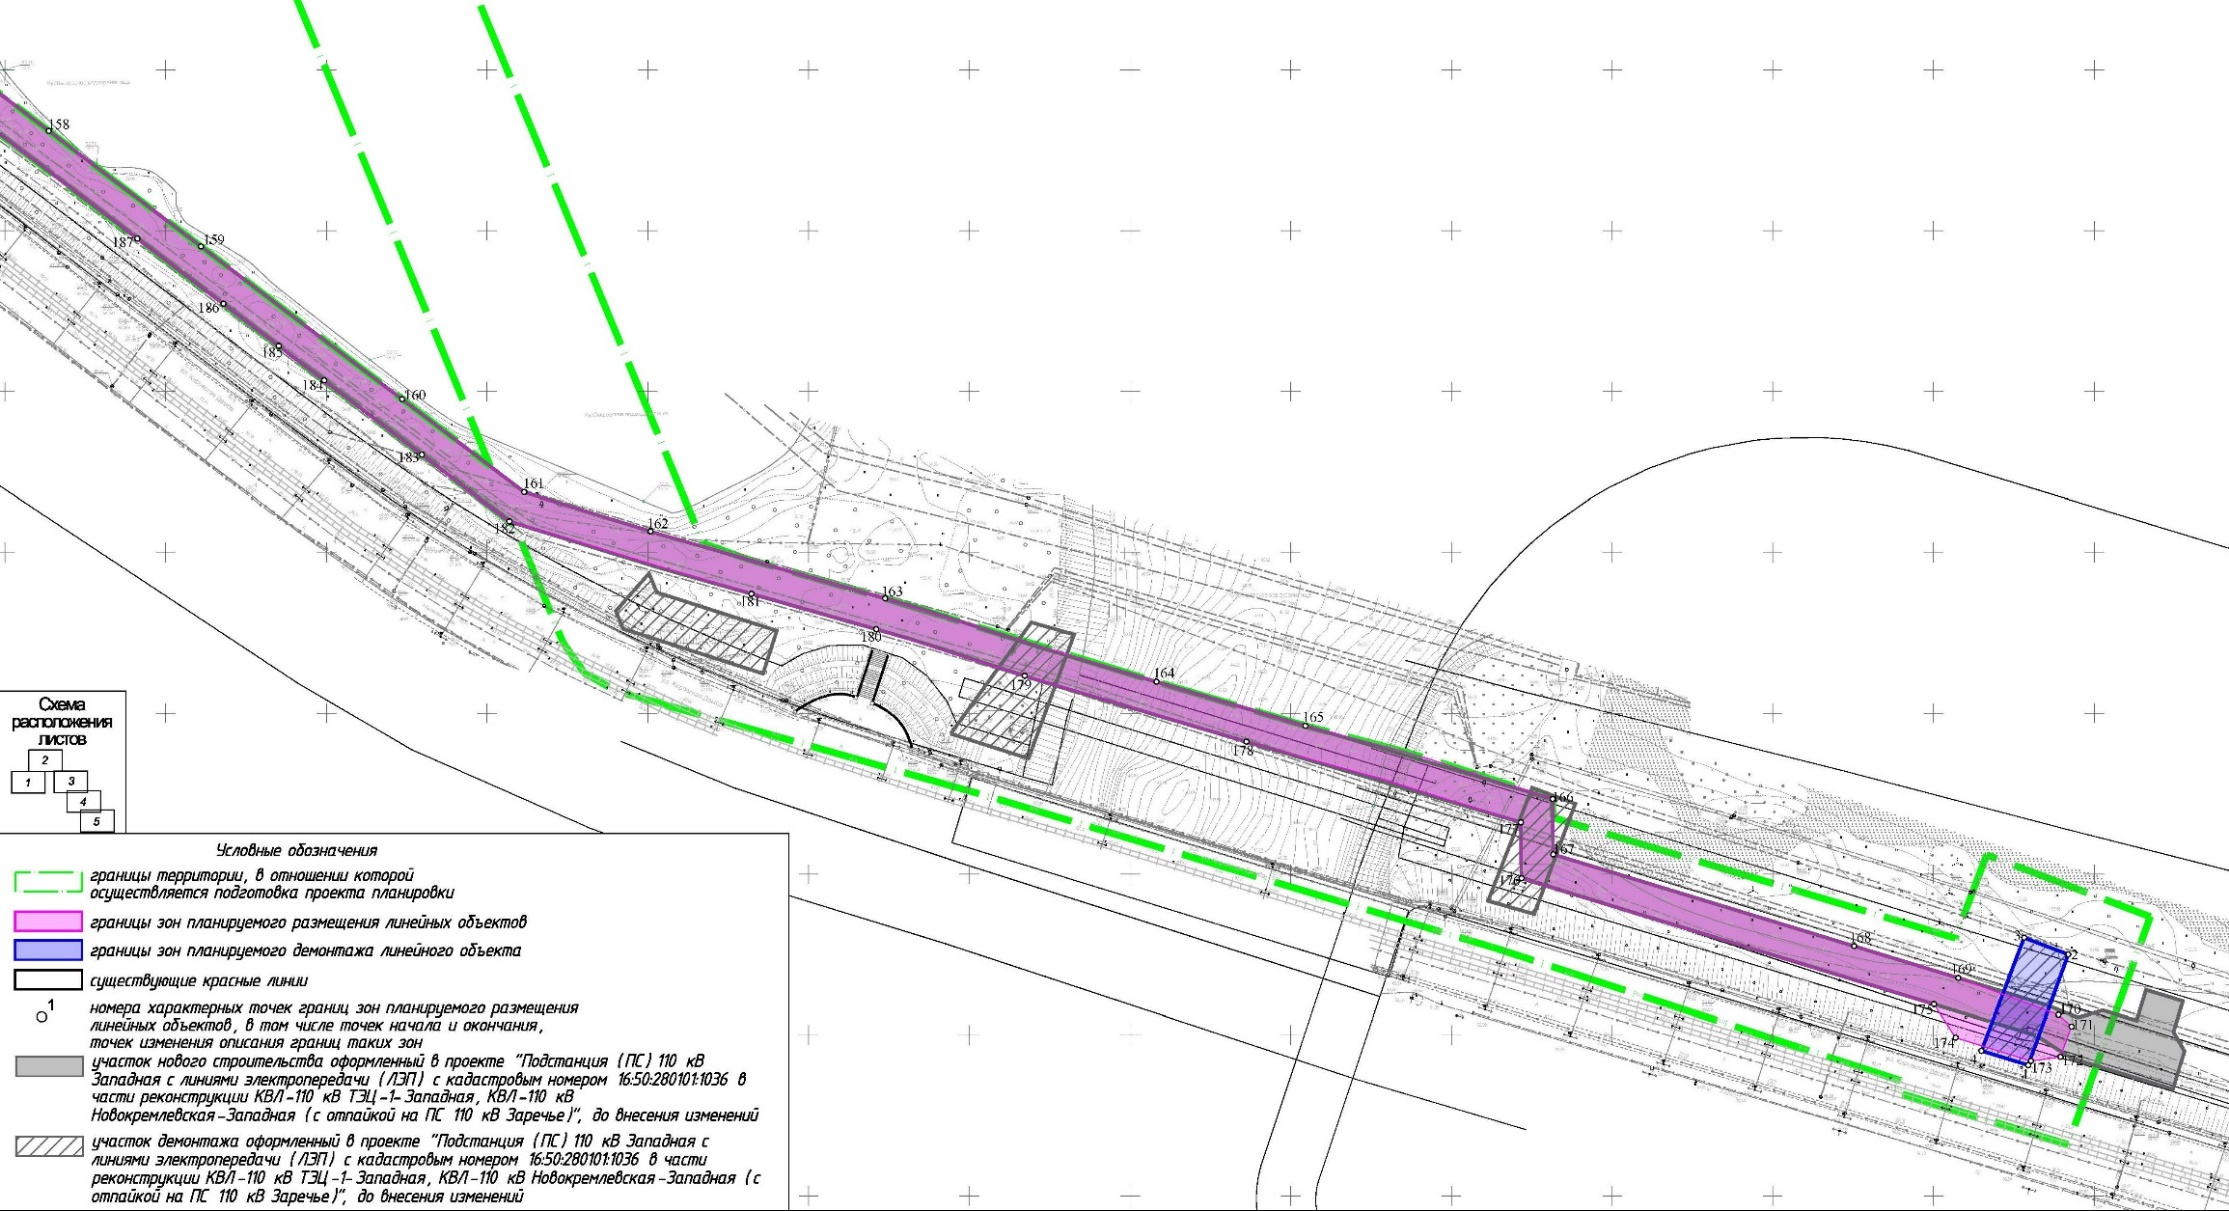 158
159
187
186
185
184
160
183
161
182
162
181
163
180
179
164
165
178
166
177
167
176
168
169
3
2
175
170
171
174
4
172
1
173
Схема
расположения
листов
2
1
3
4
5
Условные обозначения
границы территории, в отношении которой
осуществляется подготовка проекта планировки
границы зон планируемого размещения линейных объектов
границы зон планируемого демонтажа линейного объекта
существующие красные линии
1
номера характерных точек границ зон планируемого размещения
линейных объектов, в том числе точек начала и окончания,
точек изменения описания границ таких зон
участок нового строительства оформленный в проекте "Подстанция (ПС) 110 кВ
Западная с линиями электропередачи (ЛЭП) с кадастровым номером 16:50:280101:1036 в
части реконструкции КВЛ-110 кВ ТЭЦ-1-Западная, КВЛ-110 кВ
Новокремлевская-Западная (с отпайкой на ПС 110 кВ Заречье)", до внесения изменений
участок демонтажа оформленный в проекте "Подстанция (ПС) 110 кВ Западная с
линиями электропередачи (ЛЭП) с кадастровым номером 16:50:280101:1036 в части
реконструкции КВЛ-110 кВ ТЭЦ-1-Западная, КВЛ-110 кВ Новокремлевская-Западная (с
отпайкой на ПС 110 кВ Заречье)", до внесения изменений